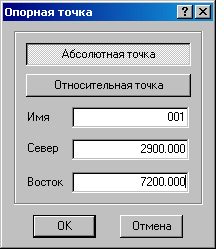 Опорная точка
Абсолютная точка
Относительная точка
Имя 001
Север 2900.000
Восток 7200.000
OK Отмена